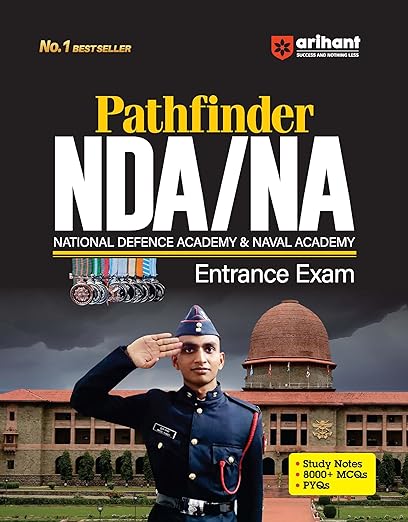 No.1 BESTSELLER
arihant
SUCCESS AND NOTHING LESS
Pathfinder
NDA/NA
NATIONAL DEFENCE ACADEMY & NAVAL ACADEMY
Entrance Exam
• Study Notes
• 8000+ MCQs
• PYQs